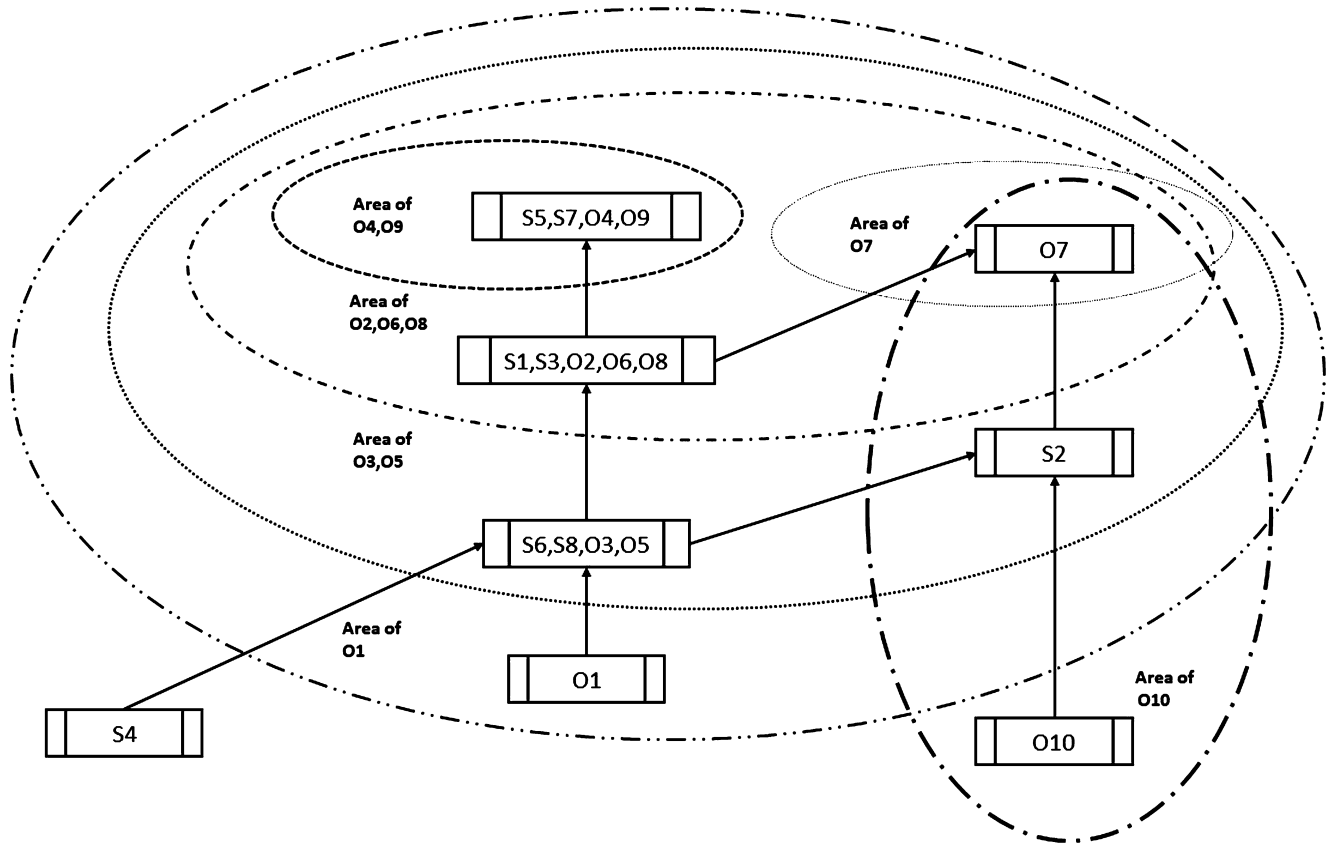 Area of
O4,O9
S5,S7,O4,O9
Area of
O7
O7
Area of
O2,O6,O8
S1,S3,O2,O6,O8
Area of
O3,O5
S2
S6,S8,O3,O5
Area of
O1
O1
Area of
O10
S4
O10